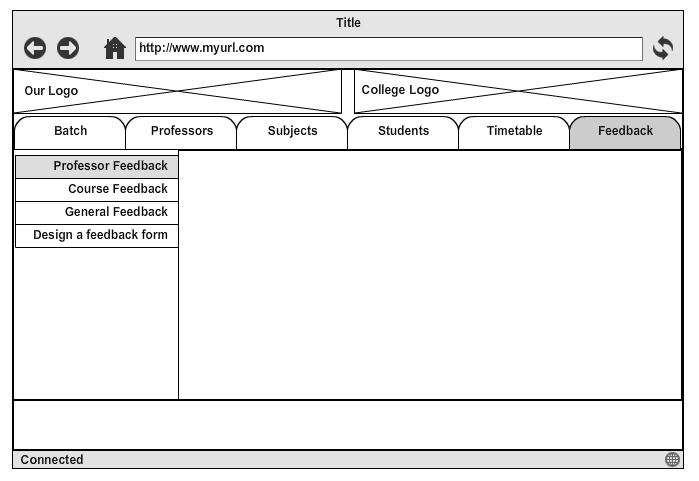 Title
http://www.myurl.com
Our Logo
College Logo
Batch
Professors
Subjects
Students
Timetable
Feedback
Professor Feedback
Course Feedback
General Feedback
Design a feedback form
Connected